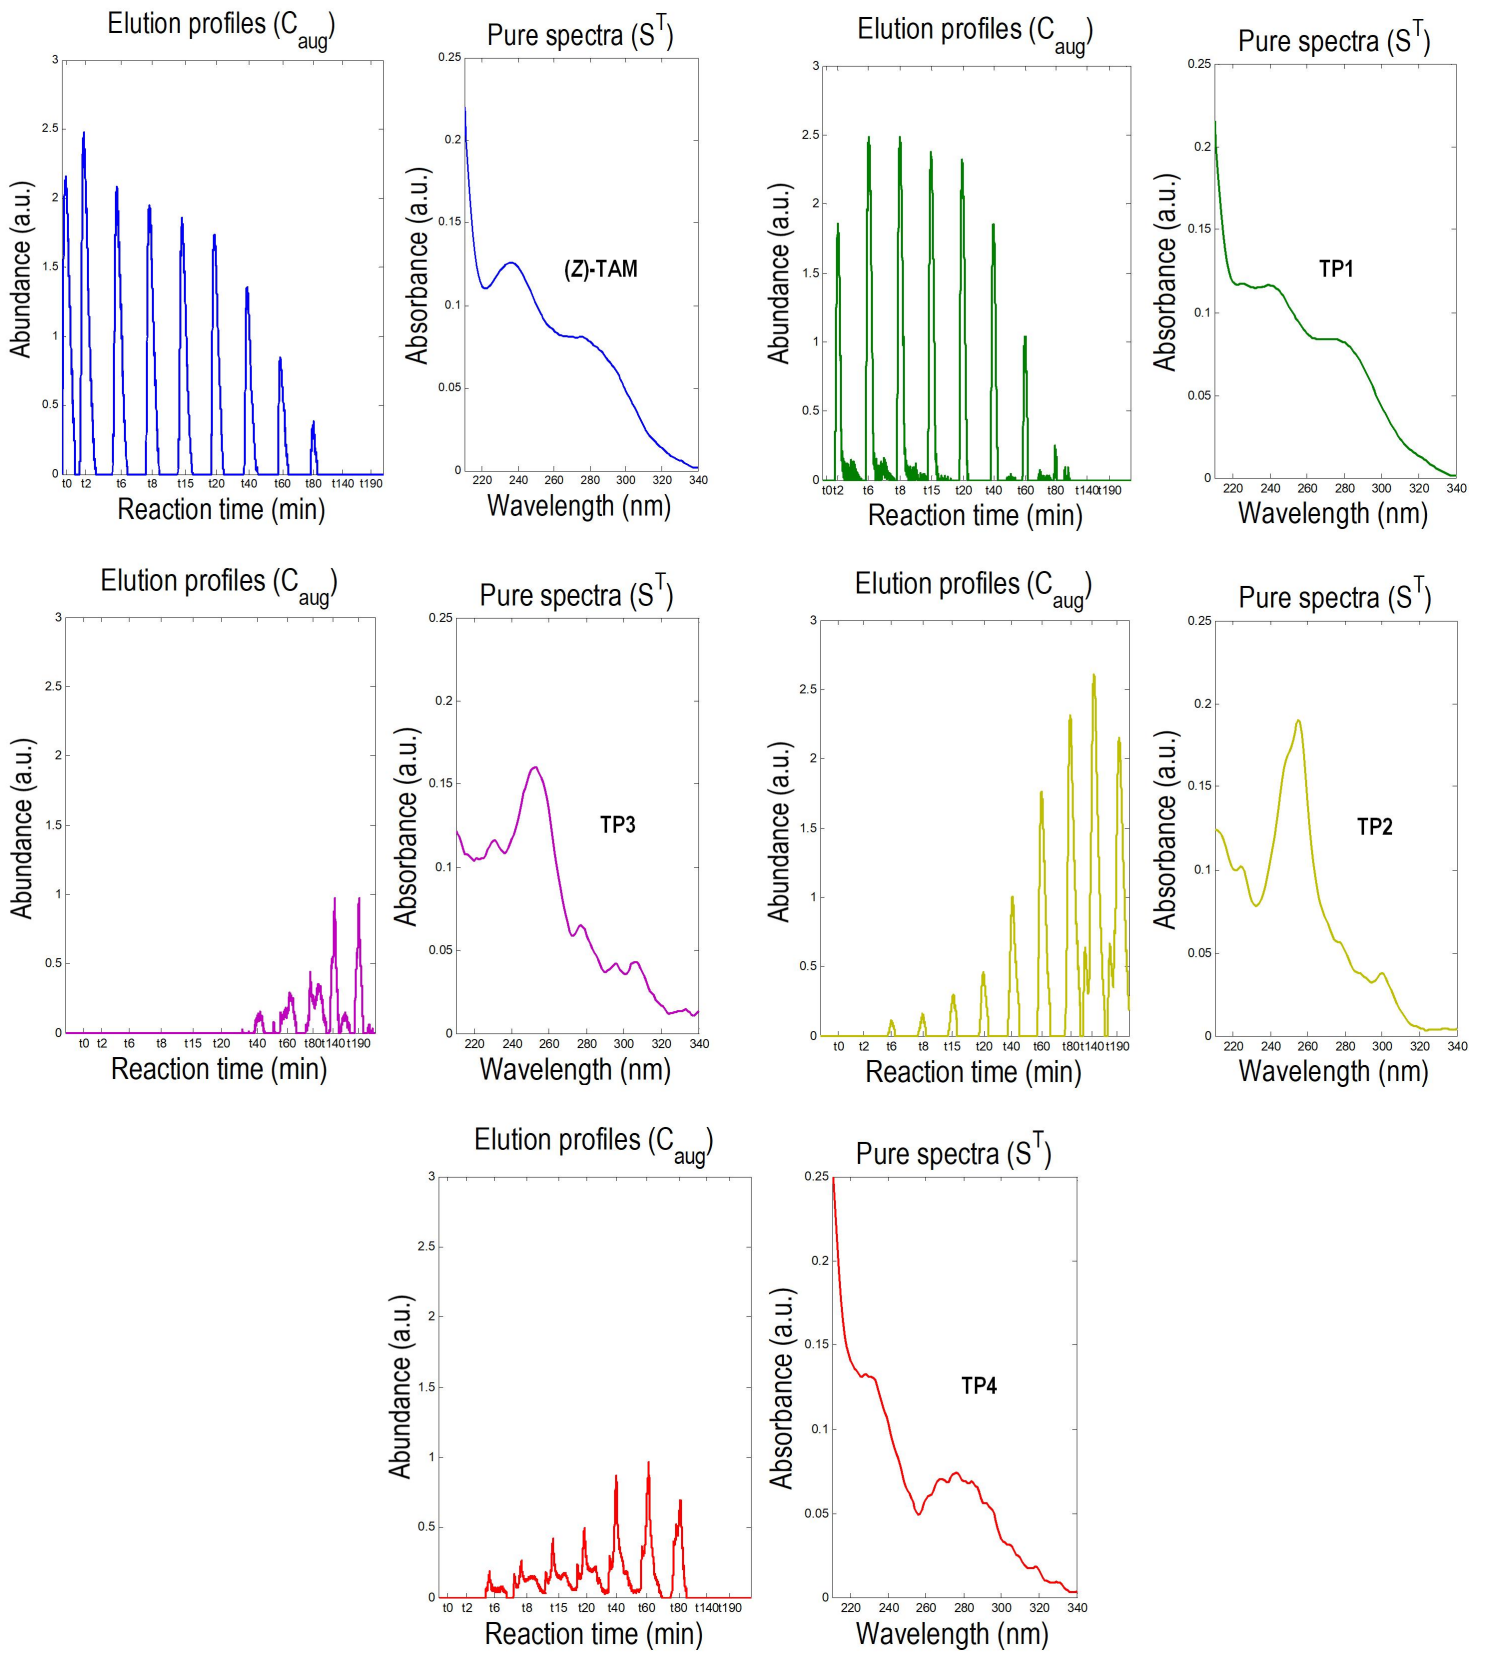 Elution profiles (Caug)
Pure spectra (S^T)
3
2.5
2
1.5
1
0.5
0
Abundance (a.u.)
t0 t2 t6 t8 t15 t20 t40 t60 t80 t140 t190
Reaction time (min)
0.25
0.2
0.15
0.1
0.05
0
Absorbance (a.u.)
(Z)-TAM
220 240 260 280 300 320 340
Wavelength (nm)
Elution profiles (Caug)
Pure spectra (S^T)
3
2.5
2
1.5
1
0.5
0
Abundance (a.u.)
t0t2 t6 t8 t15 t20 t40 t60 t80 t140t190
Reaction time (min)
0.25
0.2
0.15
0.1
0.05
0
Absorbance (a.u.)
TP1
220 240 260 280 300 320 340
Wavelength (nm)
Elution profiles (Caug)
Pure spectra (S^T)
3
2.5
2
1.5
1
0.5
0
Abundance (a.u.)
t0 t2 t6 t8 t15 t20 t40 t60 t80t140 t190
Reaction time (min)
0.25
0.2
0.15
0.1
0.05
0
Absorbance (a.u.)
TP3
220 240 260 280 300 320 340
Wavelength (nm)
Elution profiles (Caug)
Pure spectra (S^T)
3
2.5
2
1.5
1
0.5
0
Abundance (a.u.)
t0 t2 t6 t8 t15 t20 t40 t60 t80 t140 t190
Reaction time (min)
0.25
0.2
0.15
0.1
0.05
0
Absorbance (a.u.)
TP2
220 240 260 280 300 320 340
Wavelength (nm)
Elution profiles (Caug)
Pure spectra (S^T)
3
2.5
2
1.5
1
0.5
0
Abundance (a.u.)
t0 t2 t6 t8 t15 t20 t40 t60 t80 t140t190
Reaction time (min)
0.25
0.2
0.15
0.1
0.05
0
Absorbance (a.u.)
TP4
220 240 260 280 300 320 340
Wavelength (nm)